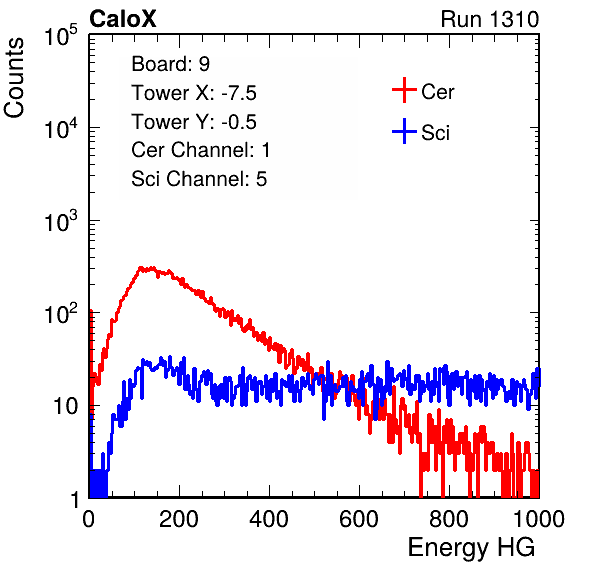 CaloX Run 1310
Counts
10^5
10^4
10^3
10^2
10
1
Board: 9
Tower X: -7.5
Tower Y: -0.5
Cer Channel: 1
Sci Channel: 5
Cer
Sci
0 200 400 600 800 1000
Energy HG